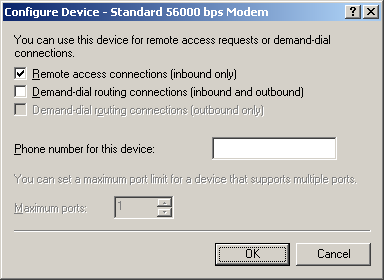 Configure Device - Standard 56000 bps Modem
You can use this device for remote access requests or demand-dial
connections.
Remote access connections (inbound only)
Demand-dial routing connections (inbound and outbound)
Demand-dial routing connections (outbound only)
Phone number for this device:
You can set a maximum port limit for a device that supports multiple ports.
Maximum ports: 1
OK Cancel